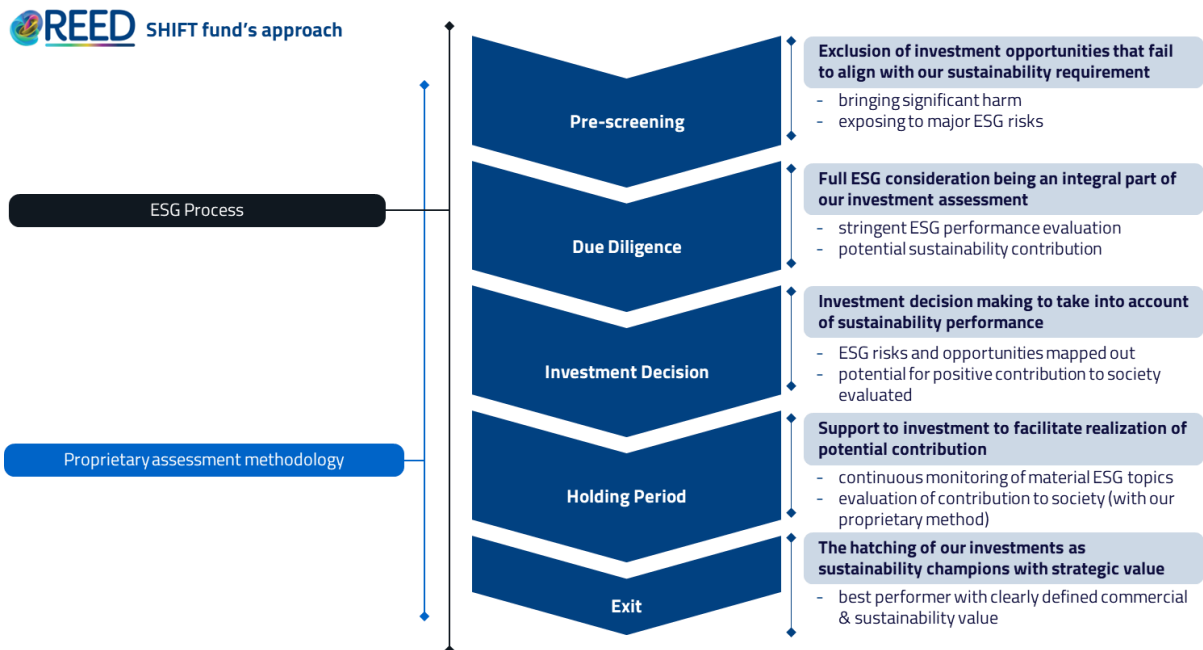 REED SHIFT fund's approach
ESG Process
Proprietary assessment methodology
Pre-screening
Exclusion of investment opportunities that fail
to align with our sustainability requirement
- bringing significant harm
- exposing to major ESG risks
Due Diligence
Full ESG consideration being an integral part of
our investment assessment
- stringent ESG performance evaluation
- potential sustainability contribution
Investment Decision
Investment decision making to take into account
of sustainability performance
- ESG risks and opportunities mapped out
- potential for positive contribution to society
evaluated
Holding Period
Support to investment to facilitate realization of
potential contribution
- continuous monitoring of material ESG topics
- evaluation of contribution to society (with our
proprietary method)
Exit
The hatching of our investments as
sustainability champions with strategic value
- best performer with clearly defined commercial
& sustainability value